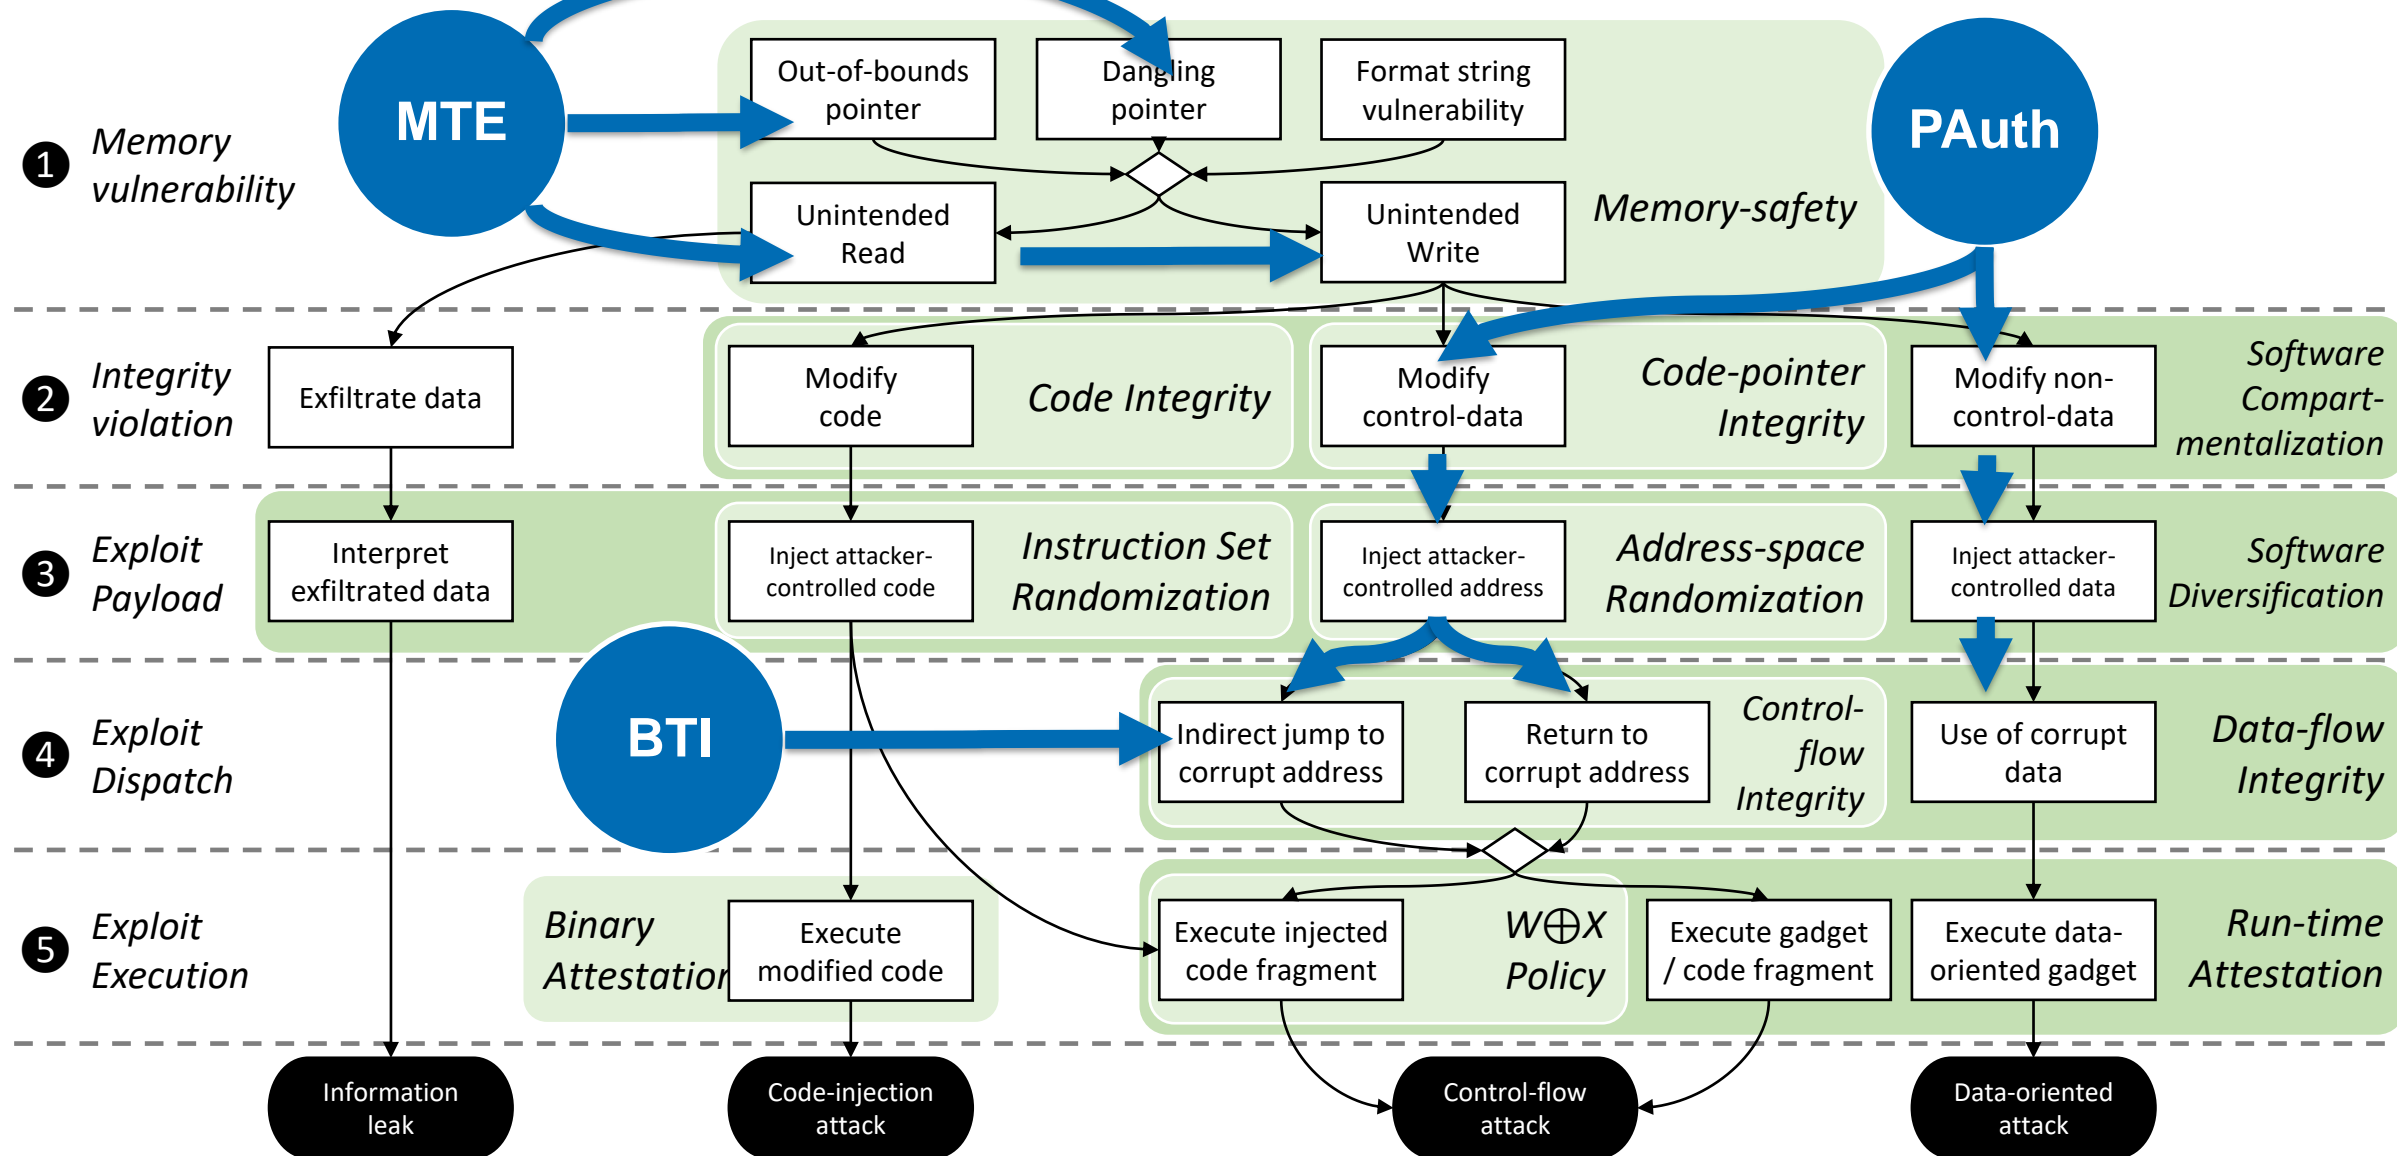 MTE
PAuth
Out-of-bounds
pointer
Dangling
pointer
Format string
vulnerability
❶ Memory
vulnerability
Unintended
Read
Unintended
Write
Memory-safety
❷ Integrity
violation
Exfiltrate data
Modify
code
Code Integrity
Modify
control-data
Code-pointer
Integrity
Modify non-
control-data
Software
Compart-
mentalization
❸ Exploit
Payload
Interpret
exfiltrated data
Inject attacker-
controlled code
Instruction Set
Randomization
Inject attacker-
controlled address
Address-space
Randomization
Inject attacker-
controlled data
Software
Diversification
❹ Exploit
Dispatch
BTI
Indirect jump to
corrupt address
Return to
corrupt address
Control-
flow
Integrity
Use of corrupt
data
Data-flow
Integrity
❺ Exploit
Execution
Binary
Attestation
Execute
modified code
Execute injected
code fragment
W⊕X
Policy
Execute gadget
/ code fragment
Execute data-
oriented gadget
Run-time
Attestation
Information
leak
Code-injection
attack
Control-flow
attack
Data-oriented
attack